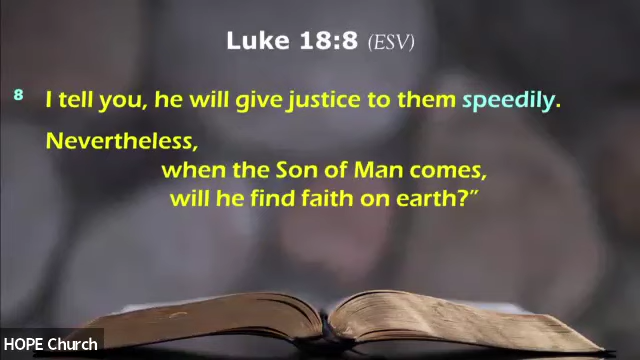 Luke 18:8 (ESV)
8 I tell you, he will give justice to them speedily.
Nevertheless,
when the Son of Man comes,
will he find faith on earth?”
HOPE Church